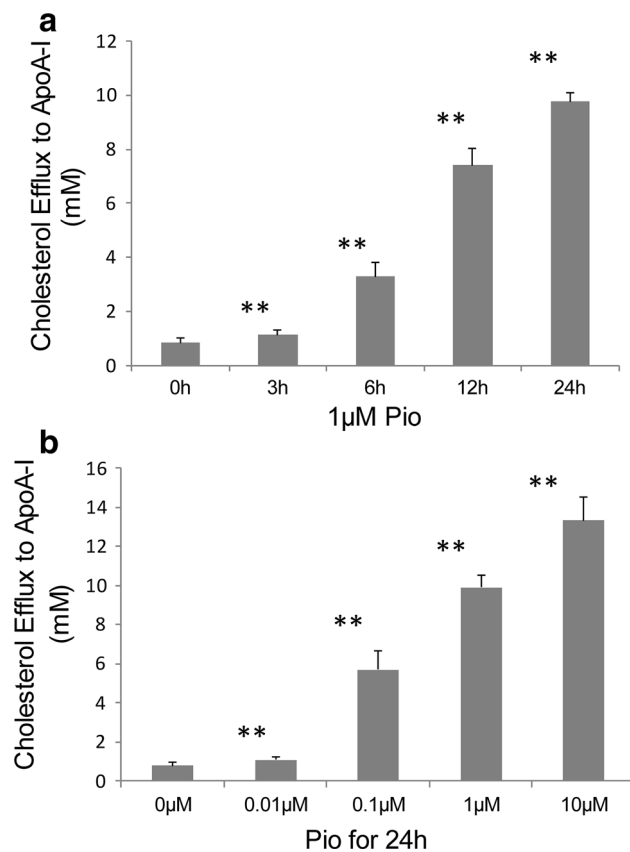 a
Cholesterol Efflux to ApoA-I
(mM)
12
10
8
6
4
2
0
**
**
**
**
0h 3h 6h 12h 24h
1µM Pio
b
Cholesterol Efflux to ApoA-I
(mM)
16
14
12
10
8
6
4
2
0
**
**
**
**
0µM 0.01µM 0.1µM 1µM 10µM
Pio for 24h